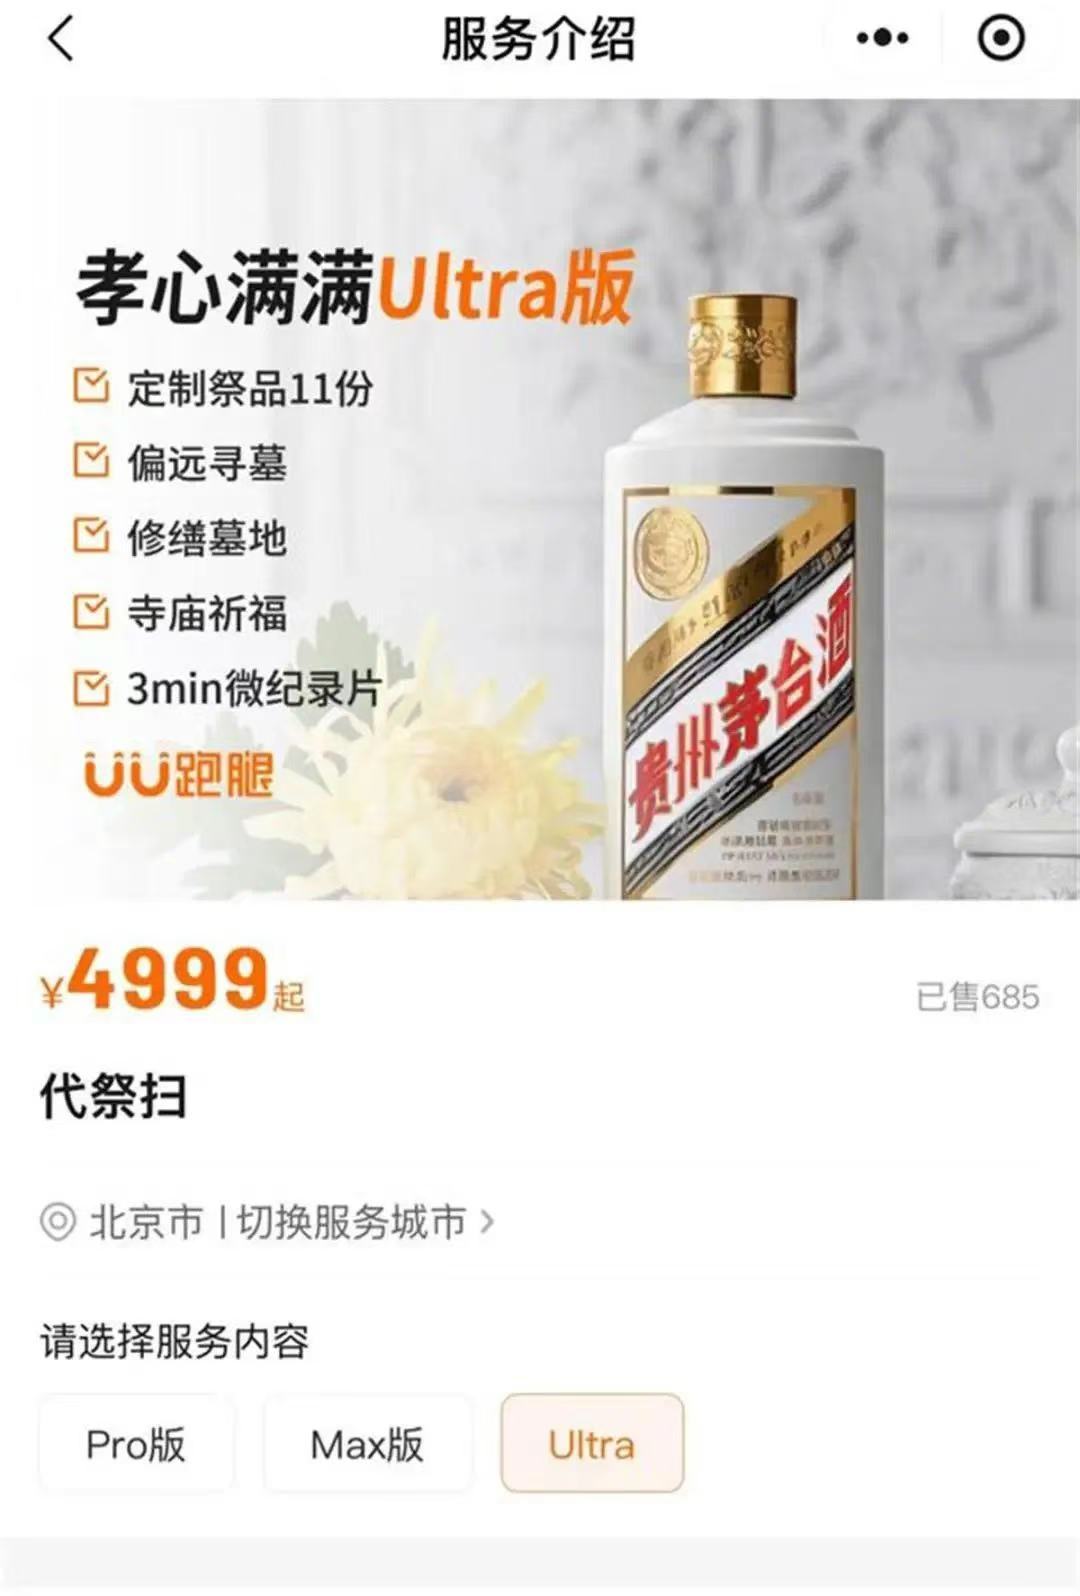 服务介绍
孝心满满Ultra版
定制祭品11份
偏远寻墓
修缮墓地
寺庙祈福
3min微纪录片
UU跑腿
贵州茅台酒
¥4999起
已售685
代祭扫
北京市 | 切换服务城市 >
请选择服务内容
Pro版
Max版
Ultra